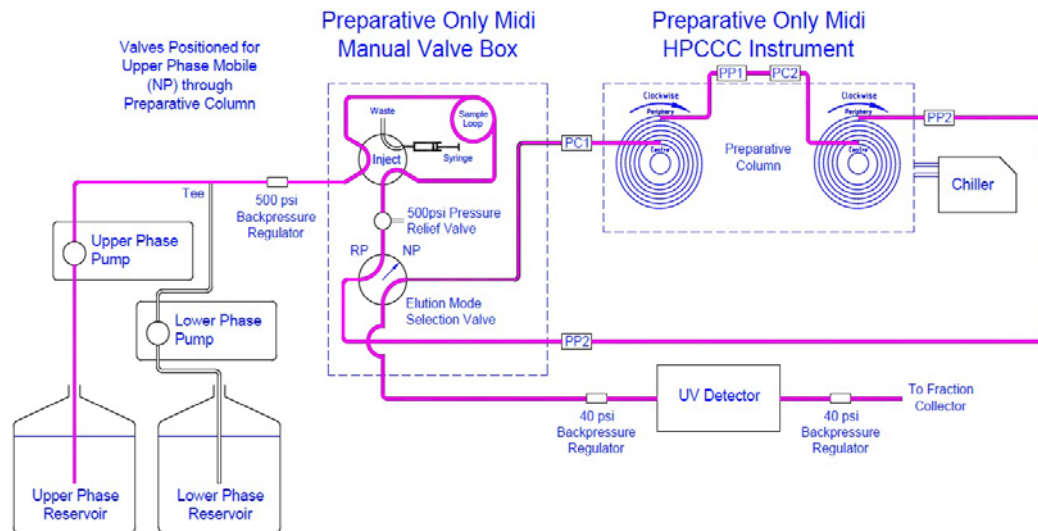 Preparative Only Midi
Manual Valve Box
Preparative Only Midi
HPCCC Instrument
Valves Positioned for
Upper Phase Mobile
(NP) through
Preparative Column
Waste
Sample
Loop
Inject
Syringe
PP1
PC2
Clockwise
Periphery
Centre
Clockwise
Periphery
Centre
PP2
PC1
Preparative
Column
Chiller
Tee
500 psi
Backpressure
Regulator
500psi Pressure
Relief Valve
RP
NP
Upper Phase
Pump
Elution Mode
Selection Valve
Lower Phase
Pump
PP2
UV Detector
To Fraction
Collector
40 psi
Backpressure
Regulator
40 psi
Backpressure
Regulator
Upper Phase
Reservoir
Lower Phase
Reservoir